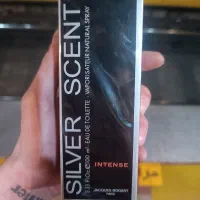 SILVER SCENT
EAU DE TOILETTE - VAPORISATEUR NATURAL SPRAY
INTENSE
JACQUES BOGART
PARIS